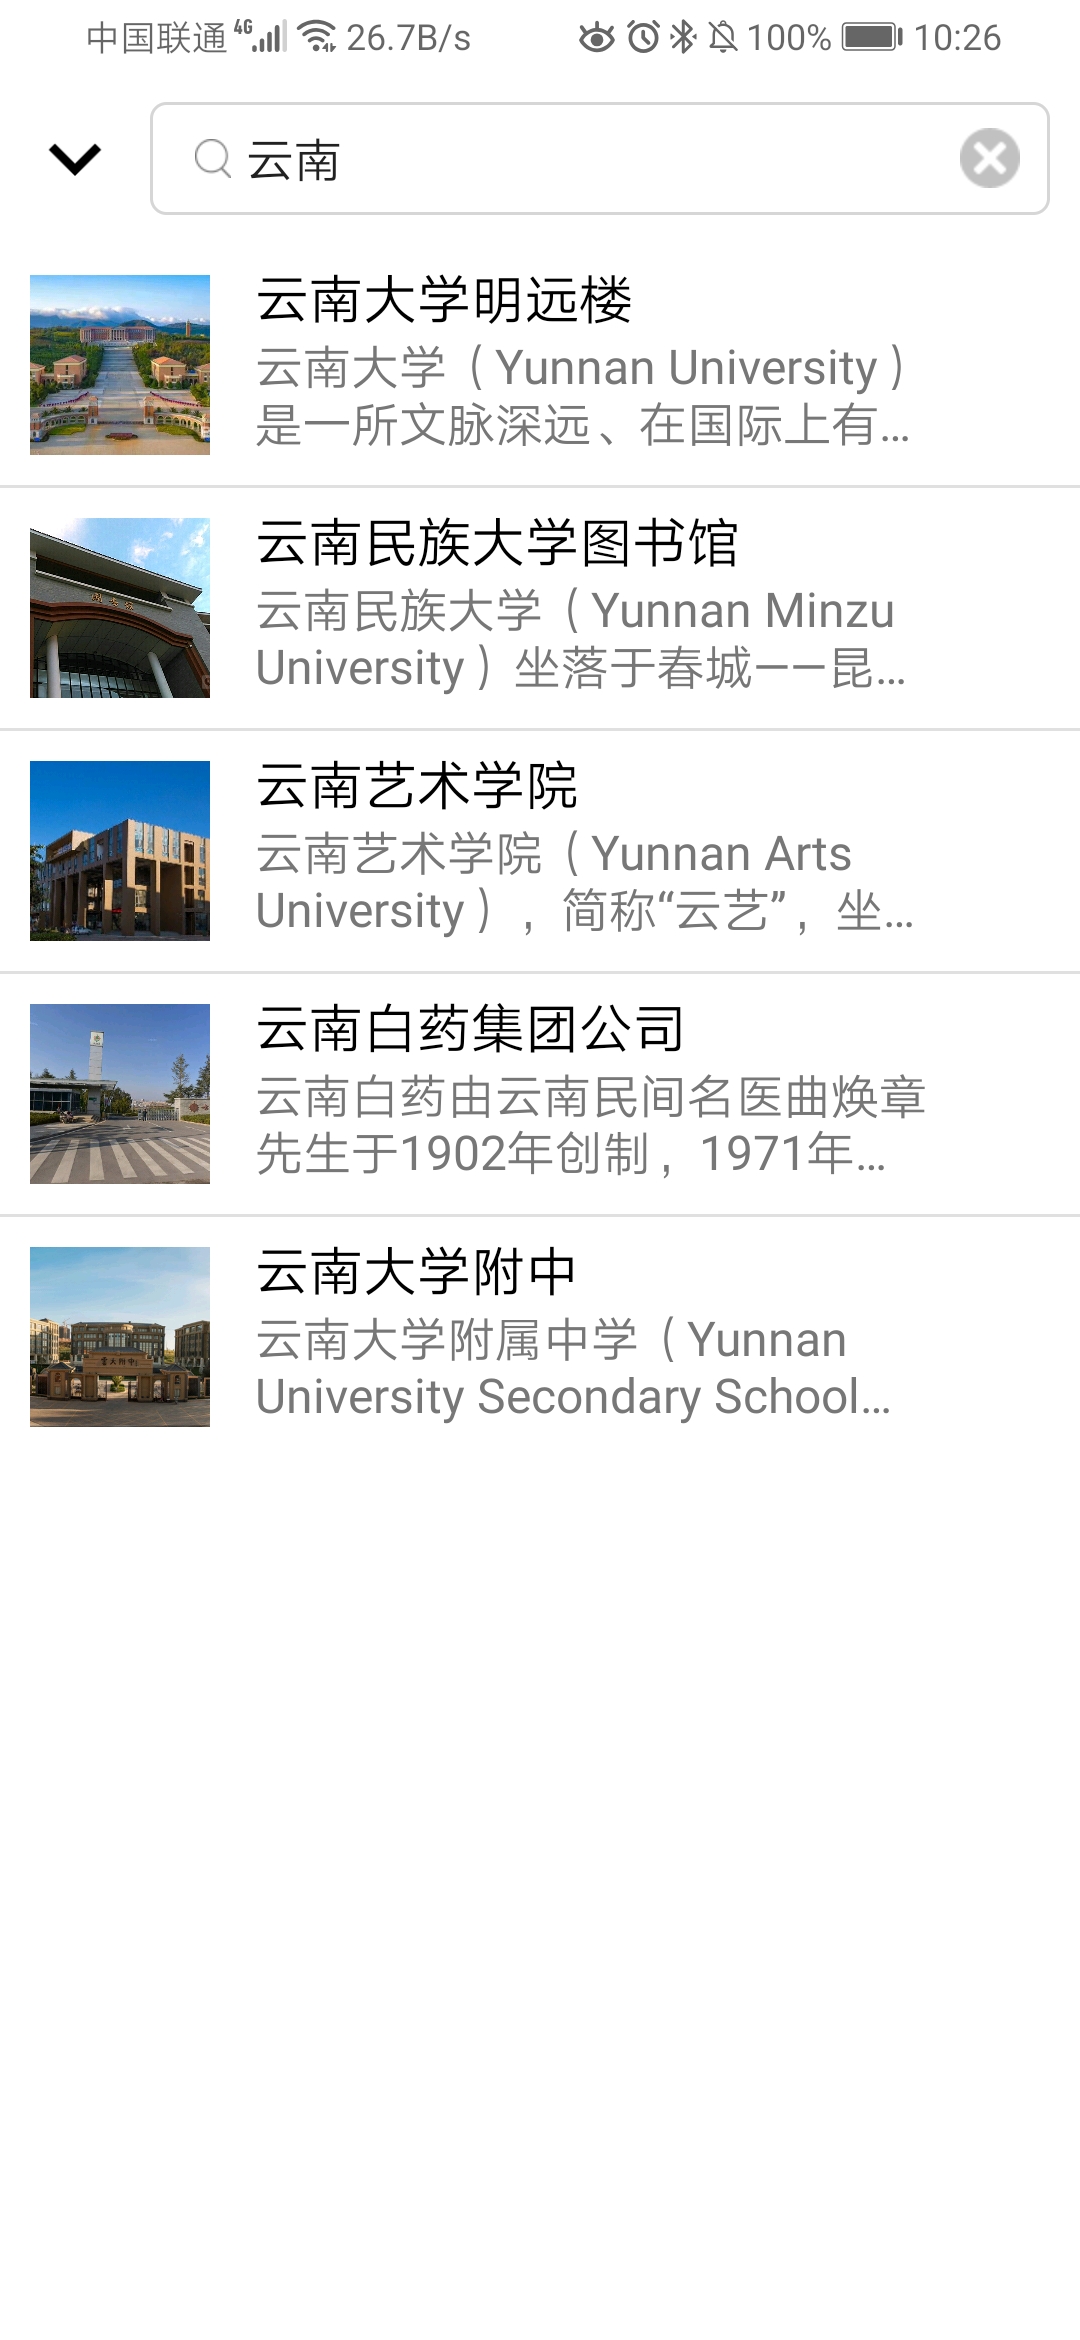 中国联通 4G 26.7B/s 100% 10:26
云南
云南大学明远楼
云南大学（Yunnan University）
是一所文脉深远、在国际上有...
云南民族大学图书馆
云南民族大学（Yunnan Minzu
University）坐落于春城——昆...
云南艺术学院
云南艺术学院（Yunnan Arts
University），简称“云艺”，坐...
云南白药集团公司
云南白药由云南民间名医曲焕章
先生于1902年创制，1971年...
云南大学附中
云南大学附属中学（Yunnan
University Secondary School...